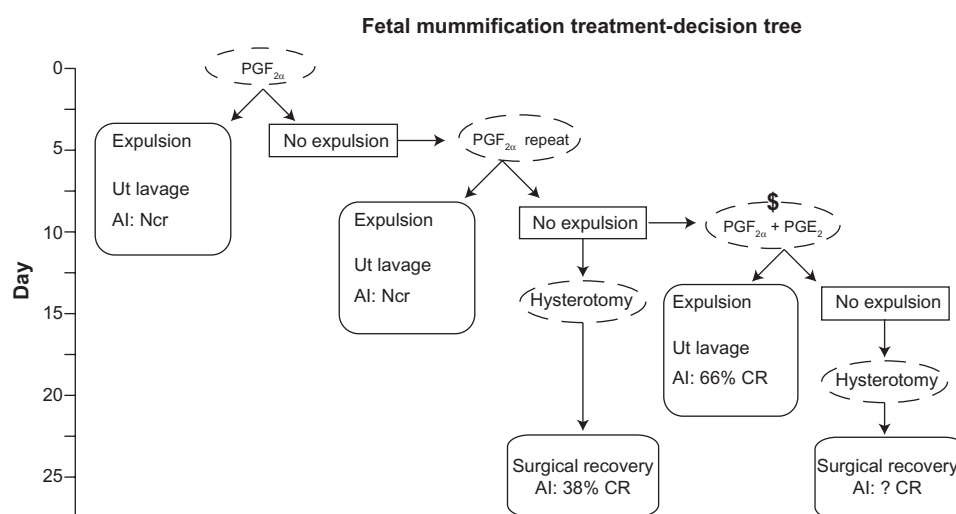 Fetal mummification treatment-decision tree
Day
0
5
10
15
20
25
PGF2α
Expulsion
Ut lavage
AI: Ncr
No expulsion
PGF2α repeat
Expulsion
Ut lavage
AI: Ncr
No expulsion
$
PGF2α + PGE2
Hysterotomy
Surgical recovery
AI: 38% CR
Expulsion
Ut lavage
AI: 66% CR
No expulsion
Hysterotomy
Surgical recovery
AI: ? CR